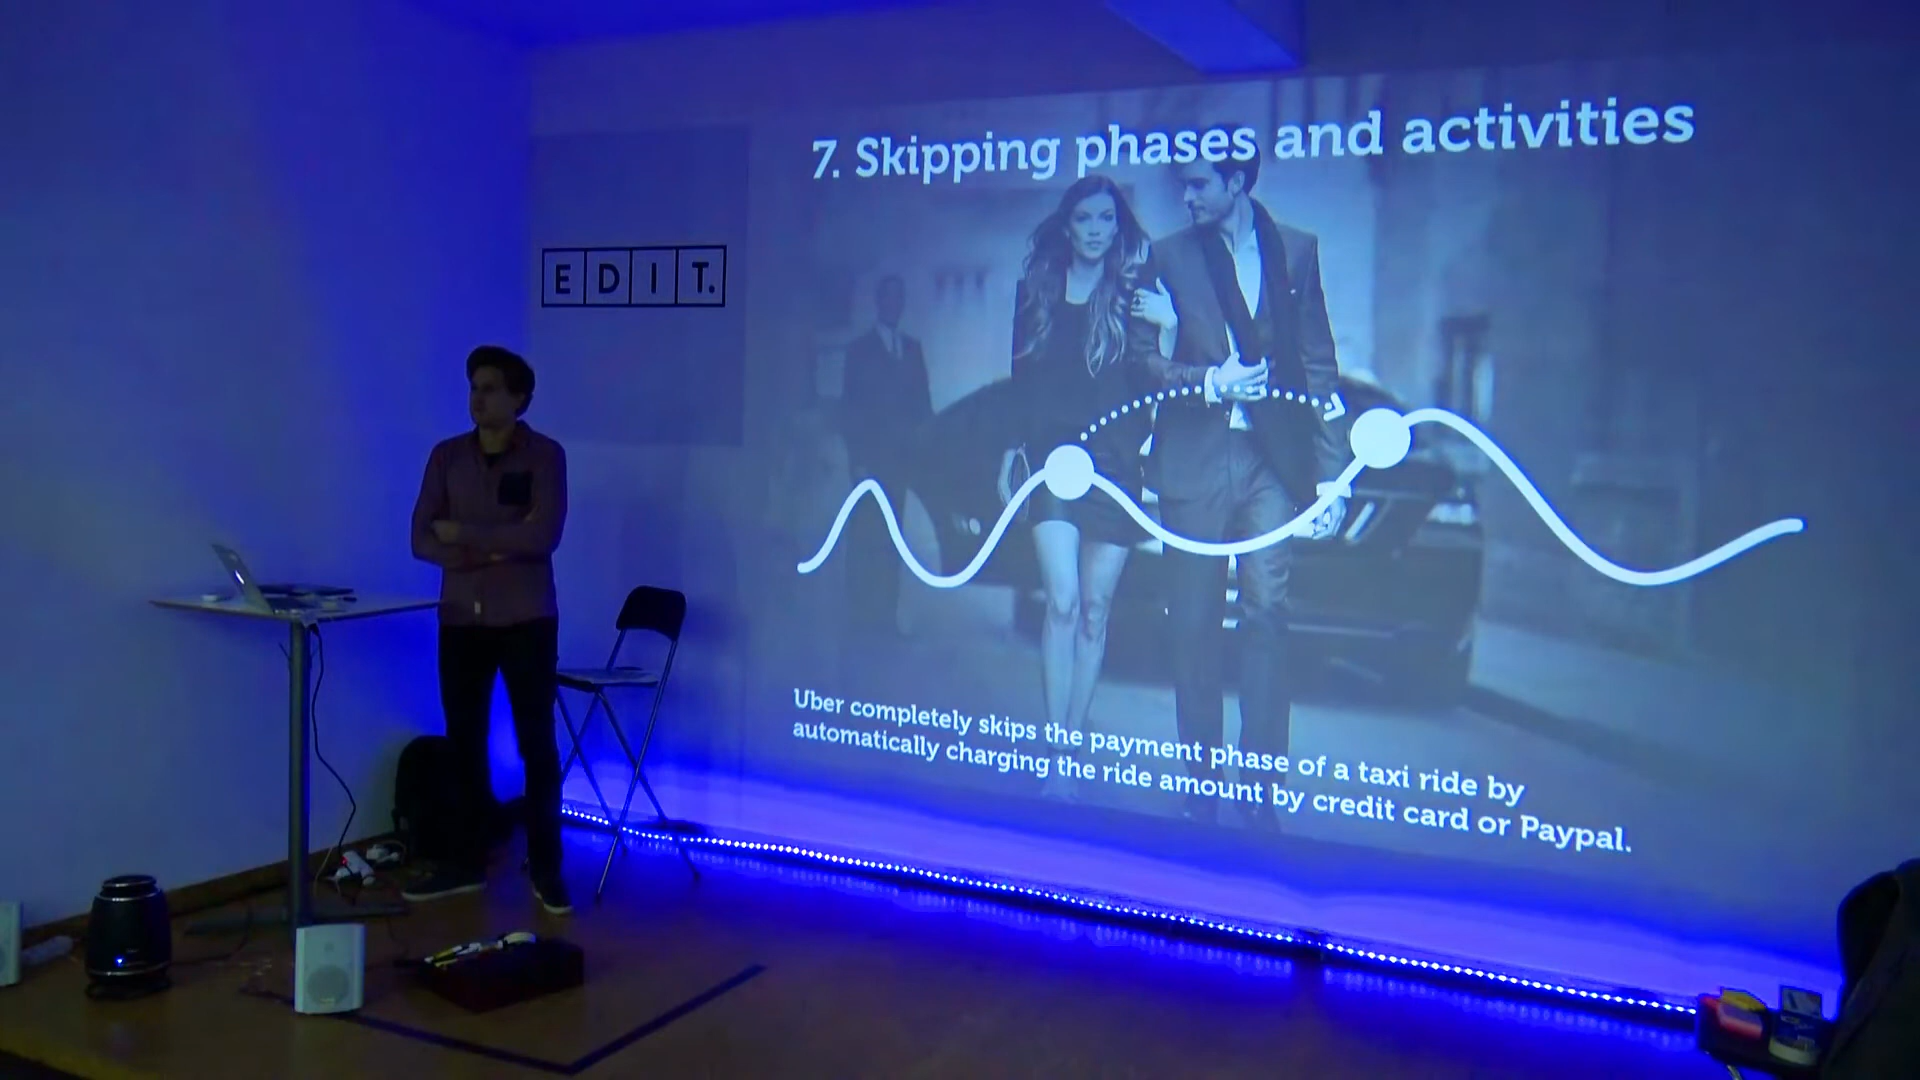 7. Skipping phases and activities
EDIT.
Uber completely skips the payment phase of a taxi ride by
automatically charging the ride amount by credit card or Paypal.